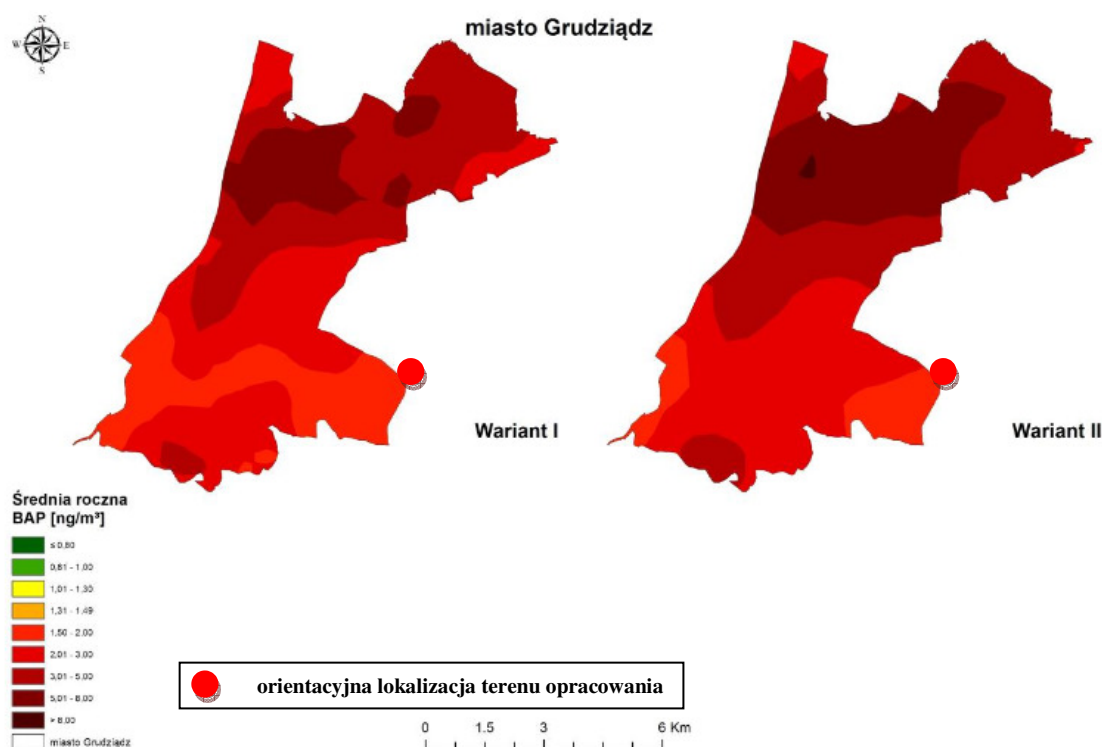 N
W E
S
miasto Grudziądz
Wariant I
Wariant II
Średnia roczna
BAP [ng/m³]
≤ 0,80
0,81 - 1,00
1,01 - 1,30
1,31 - 1,49
1,50 - 2,00
2,01 - 3,00
3,01 - 5,00
5,01 - 8,00
> 8,00
miasto Grudziądz
orientacyjna lokalizacja terenu opracowania
0 1.5 3 6 Km